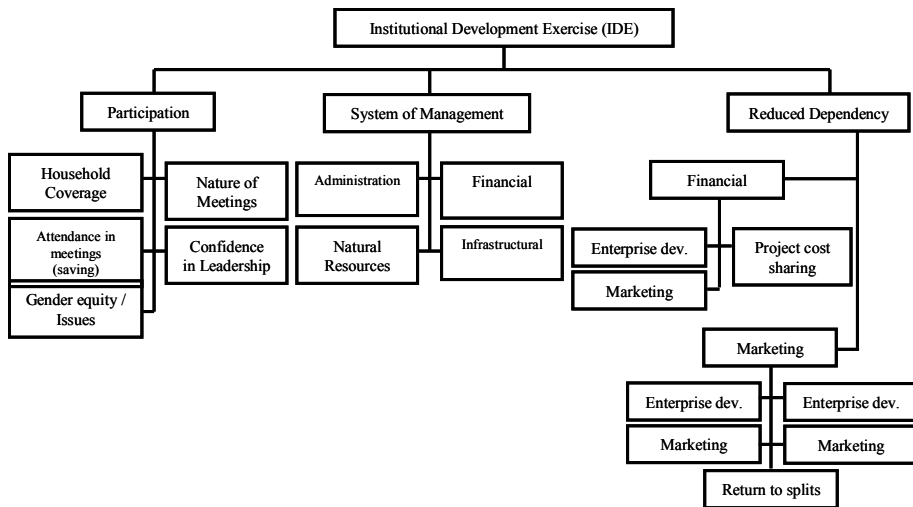 Institutional Development Exercise (IDE)
Participation
System of Management
Reduced Dependency
Household
Coverage
Nature of
Meetings
Attendance in
meetings
(saving)
Confidence
in Leadership
Gender equity /
Issues
Administration
Financial
Natural
Resources
Infrastructural
Financial
Enterprise dev.
Project cost
sharing
Marketing
Marketing
Enterprise dev.
Enterprise dev.
Marketing
Marketing
Return to splits